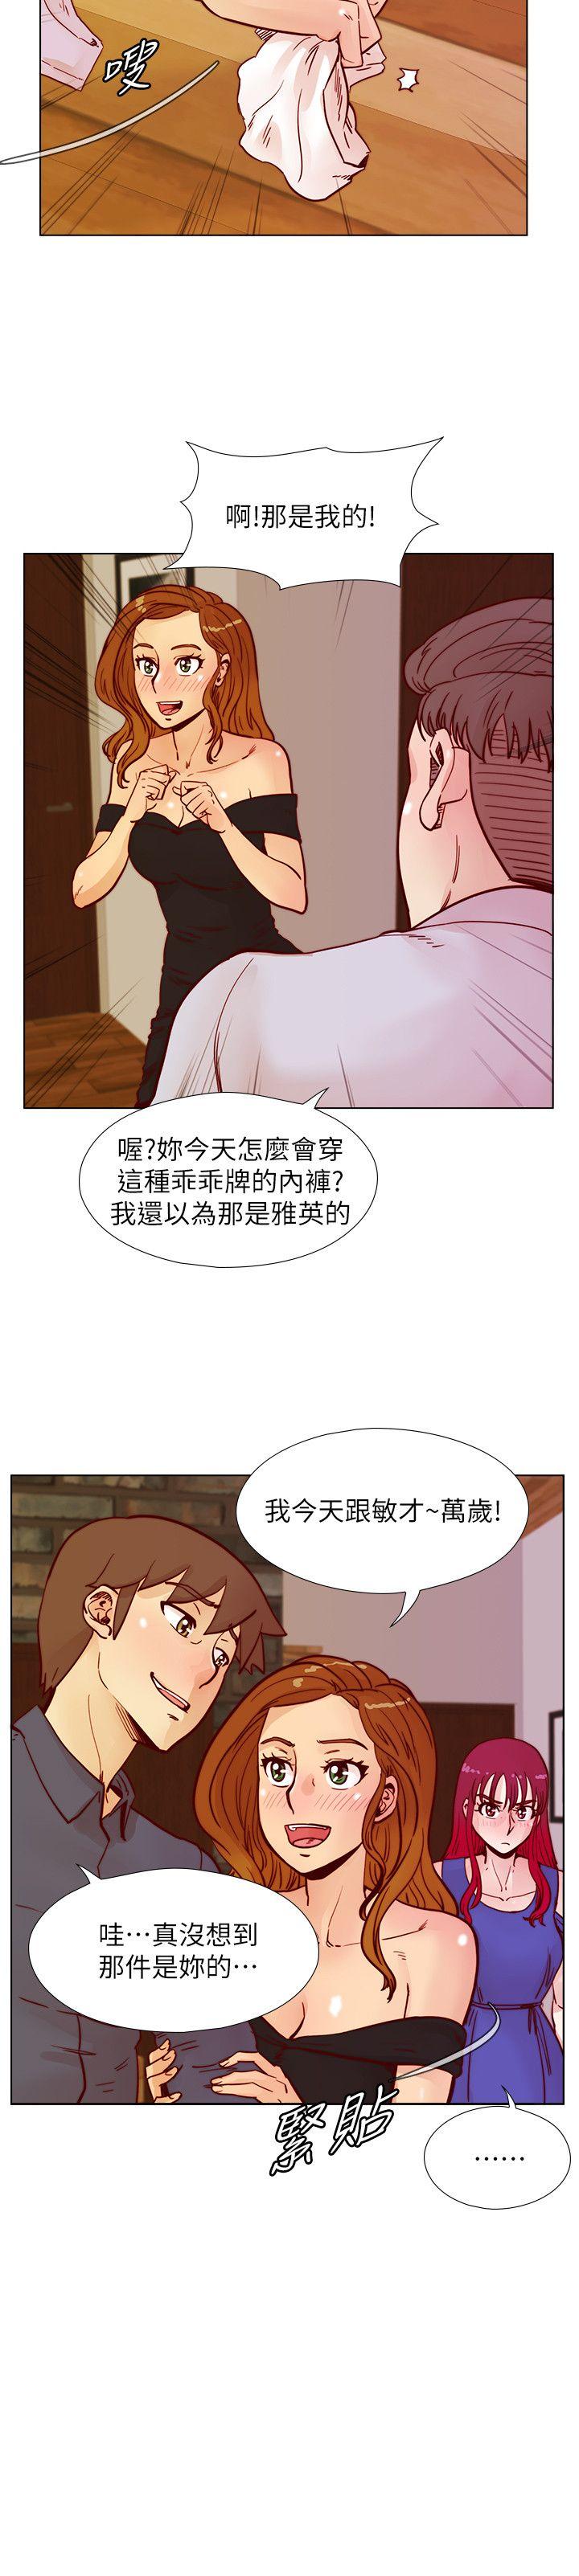 嗖
啊!那是我的!
喔?妳今天怎麼會穿
這種乖乖牌的內褲?
我還以為那是雅英的
我今天跟敏才~萬歲!
哇⋯真沒想到
那件是妳的⋯
緊貼
⋯⋯